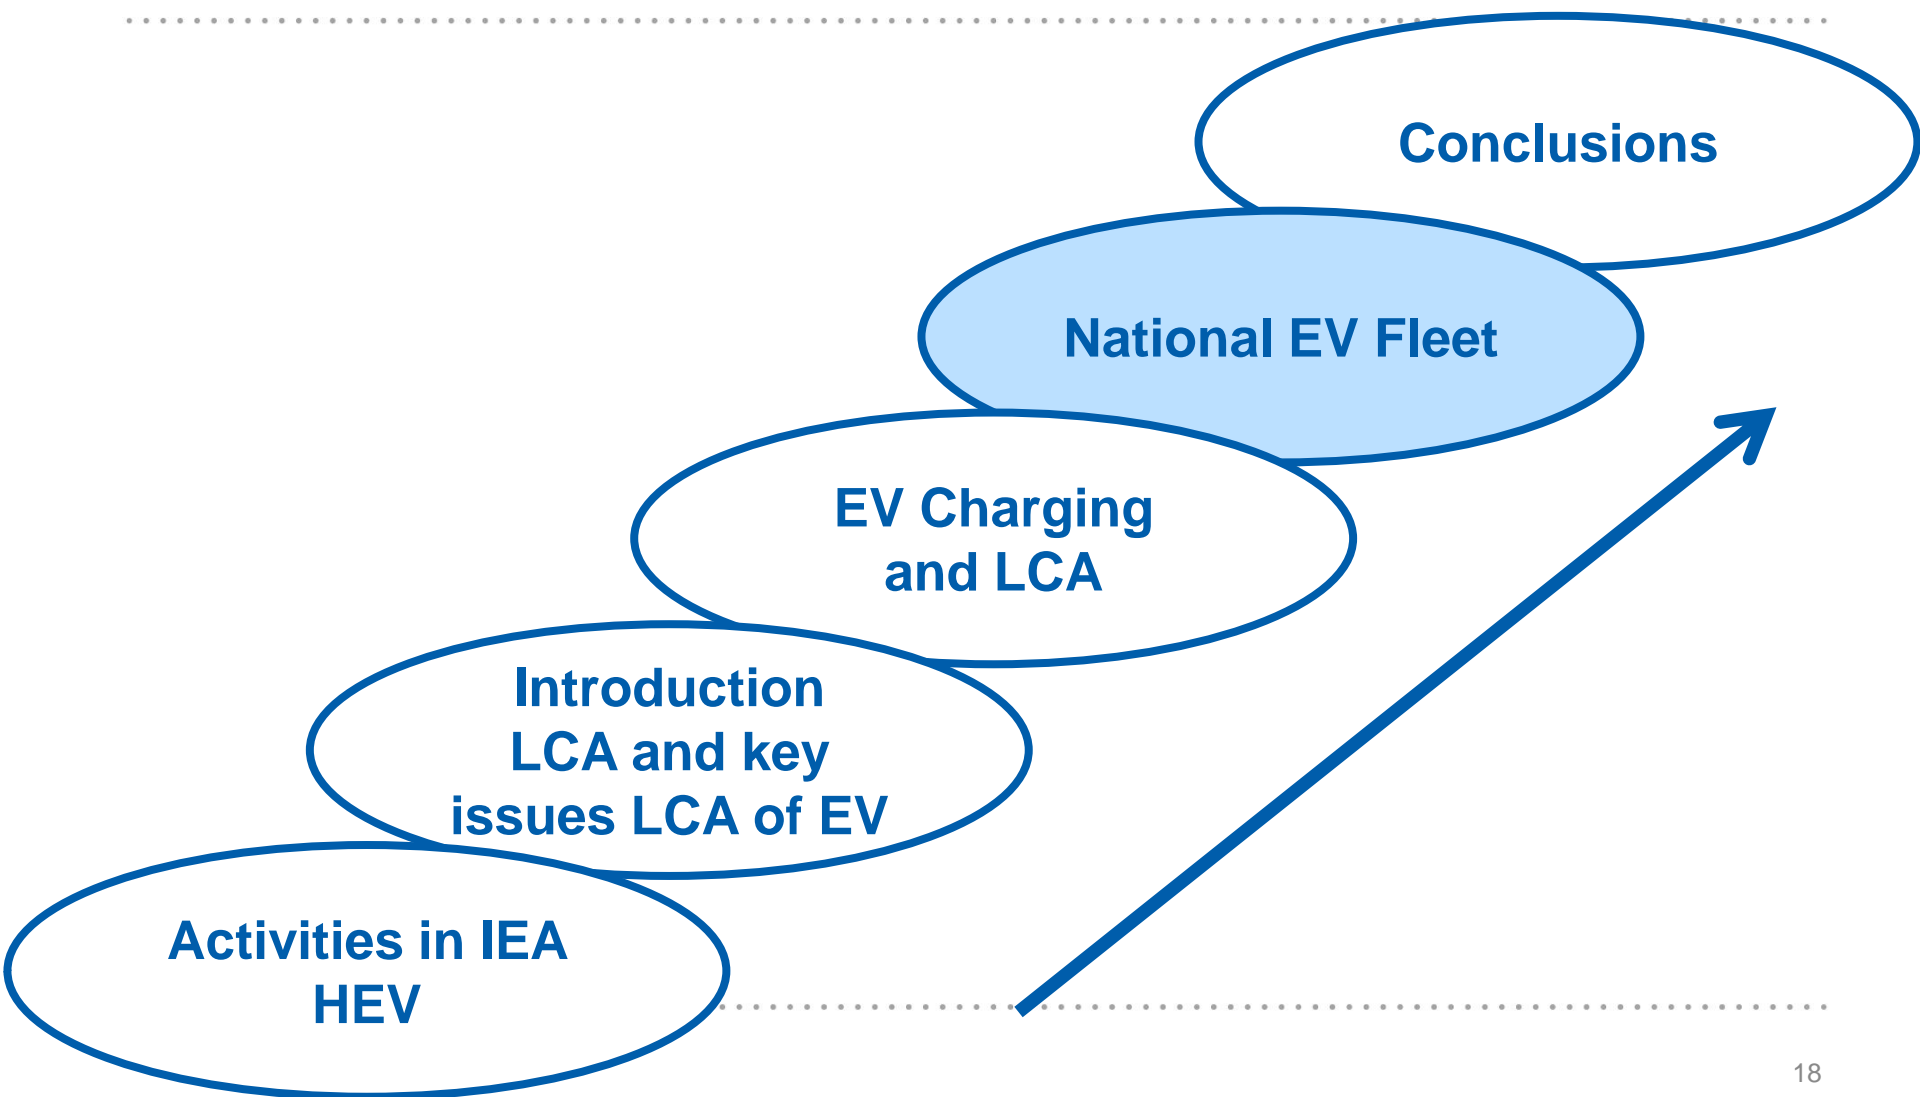 Conclusions
National EV Fleet
EV Charging
and LCA
Introduction
LCA and key
issues LCA of EV
Activities in IEA
HEV
18